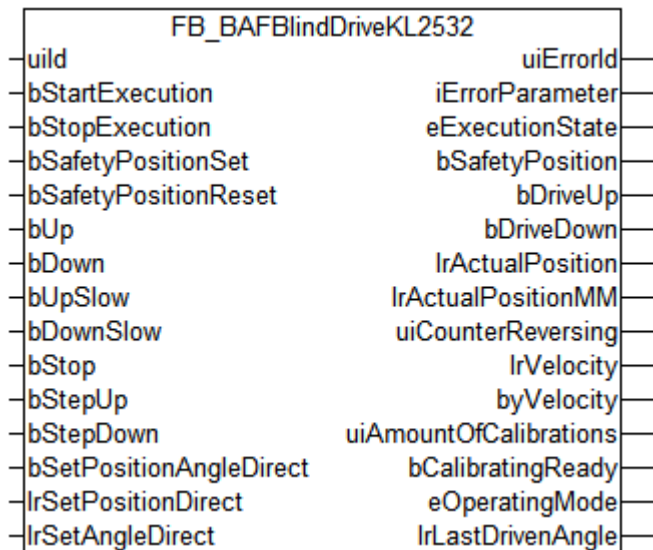 FB_BAFBlindDriveKL2532
uiId uiErrorId
bStartExecution iErrorParameter
bStopExecution eExecutionState
bSafetyPositionSet bSafetyPosition
bSafetyPositionReset bDriveUp
bUp bDriveDown
bDown lrActualPosition
bUpSlow lrActualPositionMM
bDownSlow uiCounterReversing
bStop lrVelocity
bStepUp byVelocity
bStepDown uiAmountOfCalibrations
bSetPositionAngleDirect bCalibratingReady
lrSetPositionDirect eOperatingMode
lrSetAngleDirect lrLastDrivenAngle